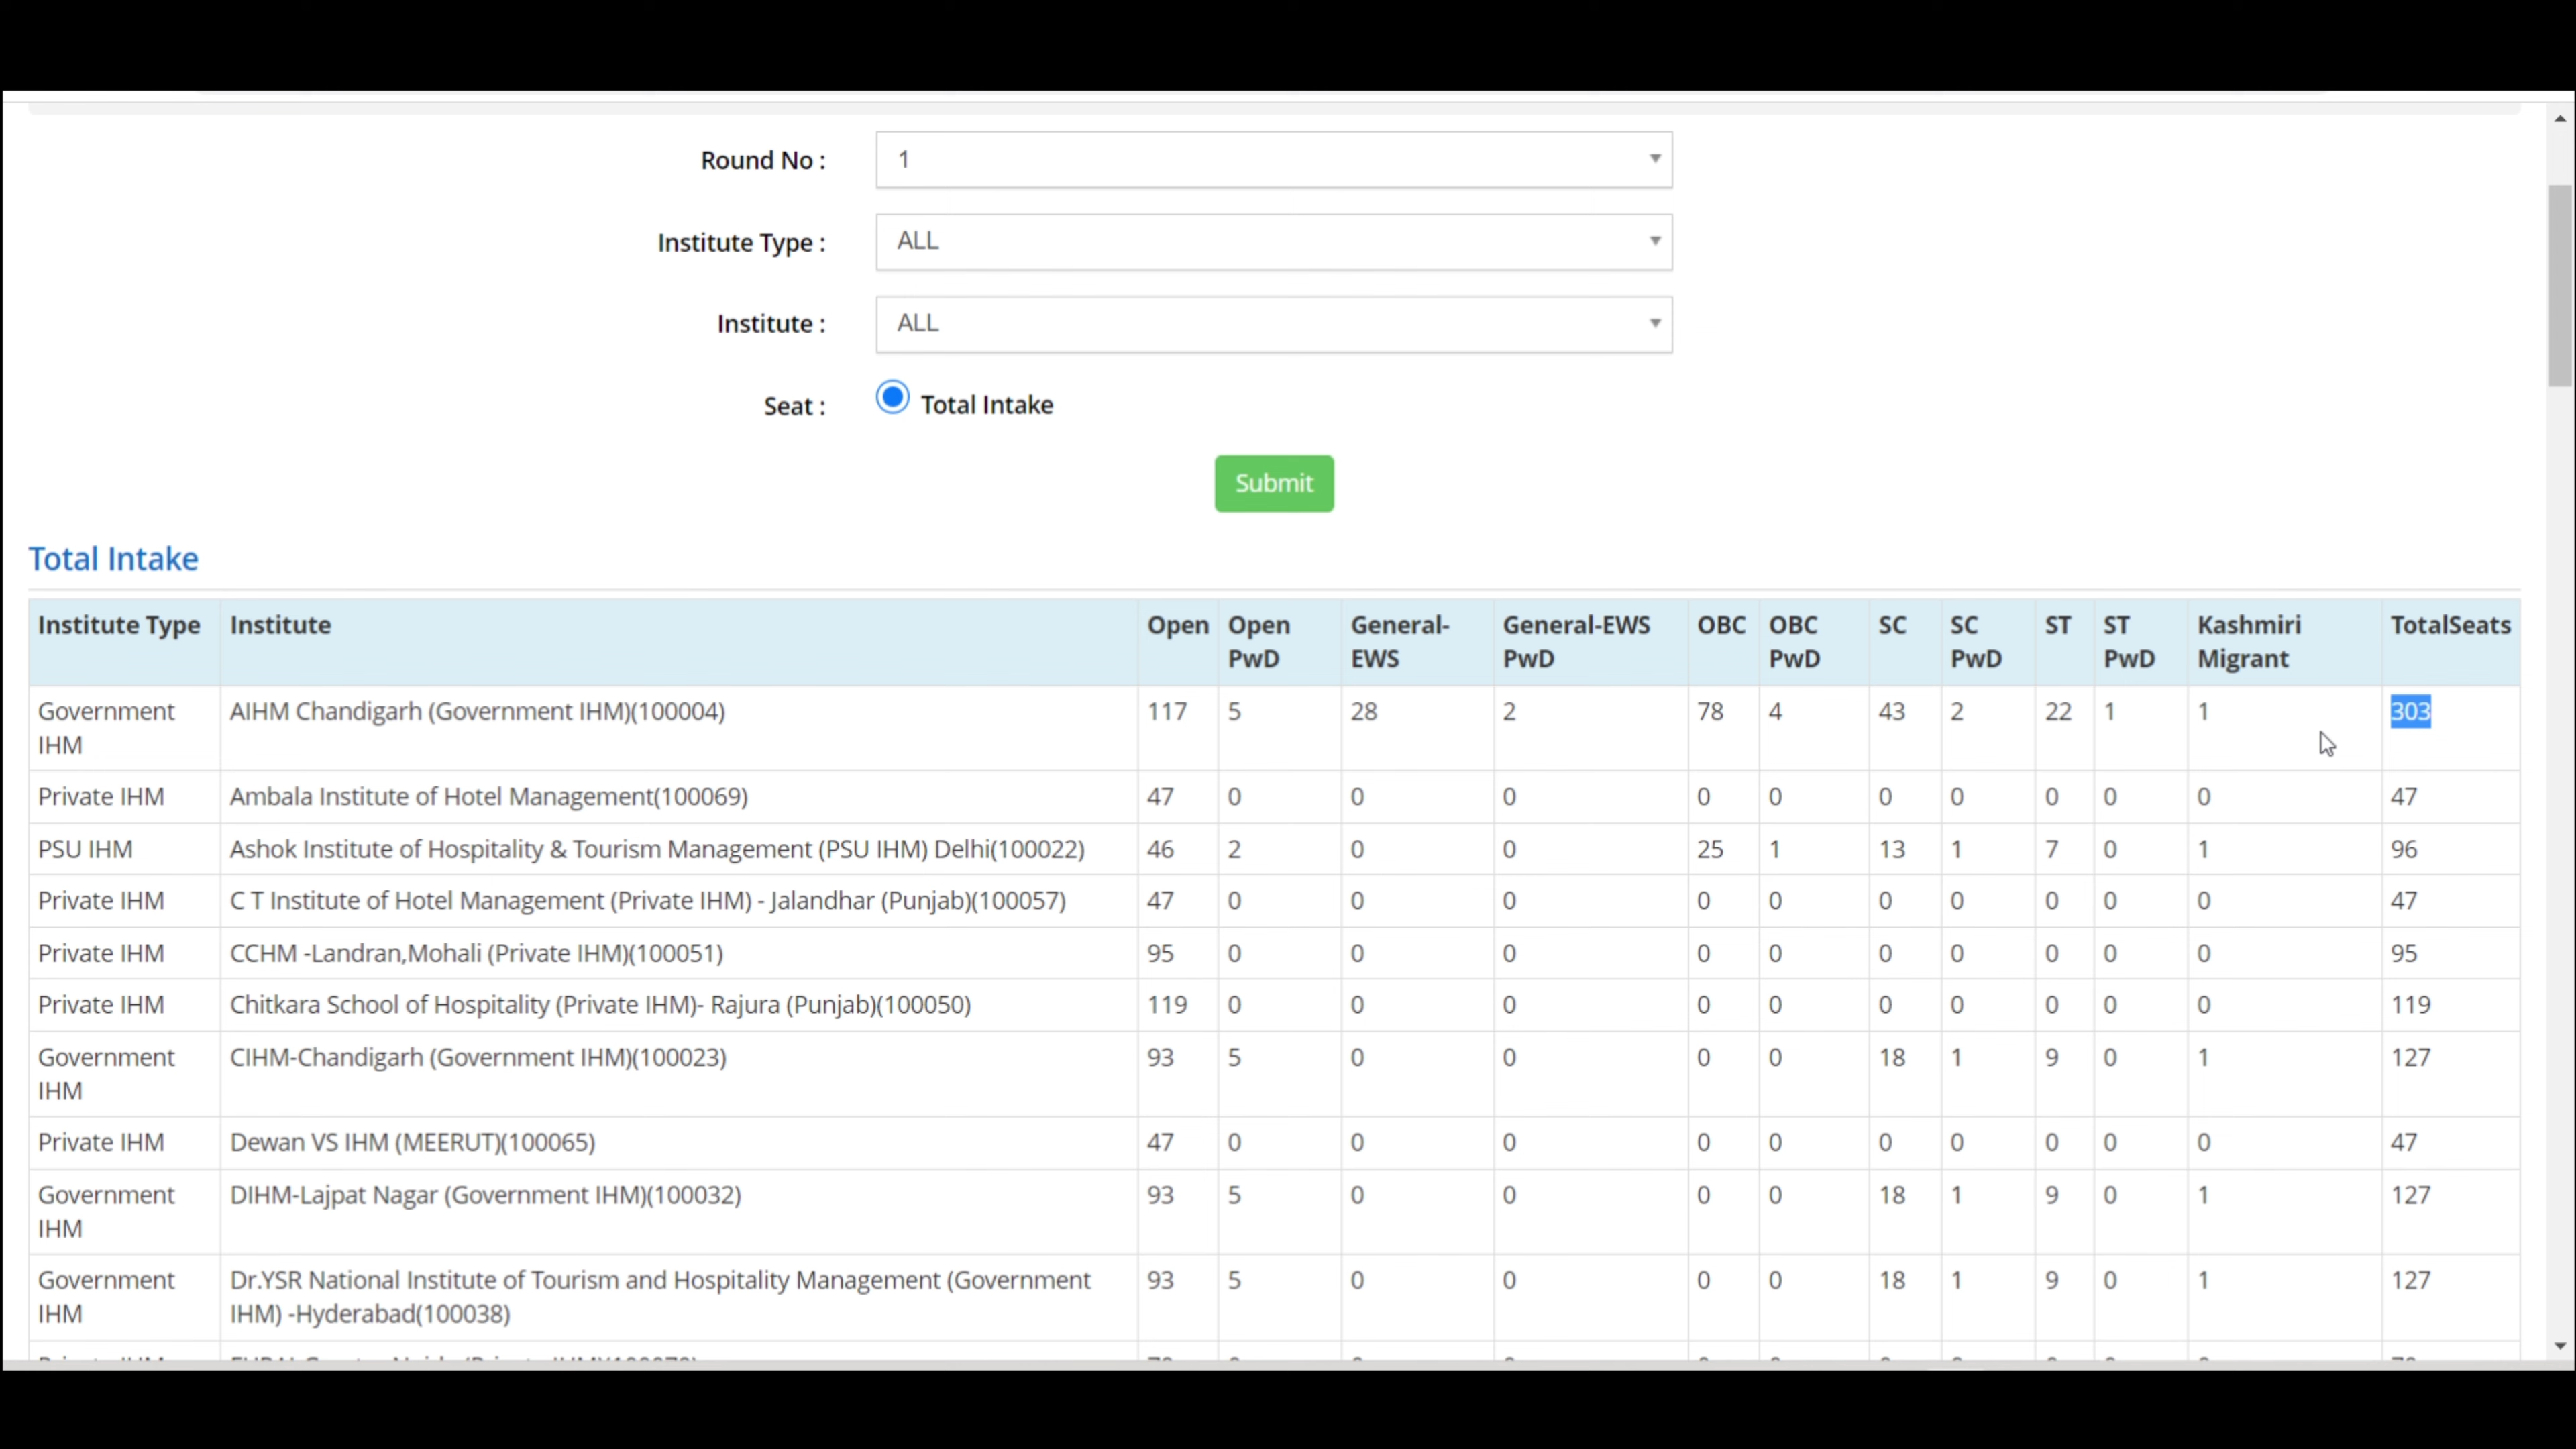 Round No : 1
Institute Type : ALL
Institute : ALL
Seat : Total Intake
Submit
Total Intake
Institute Type Institute Open Open PwD General-EWS General-EWS PwD OBC OBC PwD SC SC PwD ST ST PwD Kashmiri Migrant TotalSeats
Government IHM AIHM Chandigarh (Government IHM)(100004) 117 5 28 2 78 4 43 2 22 1 1 303
Private IHM Ambala Institute of Hotel Management(100069) 47 0 0 0 0 0 0 0 0 0 0 47
PSU IHM Ashok Institute of Hospitality & Tourism Management (PSU IHM) Delhi(100022) 46 2 0 0 25 1 13 1 7 0 1 96
Private IHM C T Institute of Hotel Management (Private IHM) - Jalandhar (Punjab)(100057) 47 0 0 0 0 0 0 0 0 0 0 47
Private IHM CCHM -Landran,Mohali (Private IHM)(100051) 95 0 0 0 0 0 0 0 0 0 0 95
Private IHM Chitkara School of Hospitality (Private IHM)- Rajura (Punjab)(100050) 119 0 0 0 0 0 0 0 0 0 0 119
Government IHM CIHM-Chandigarh (Government IHM)(100023) 93 5 0 0 0 0 18 1 9 0 1 127
Private IHM Dewan VS IHM (MEERUT)(100065) 47 0 0 0 0 0 0 0 0 0 0 47
Government IHM DIHM-Lajpat Nagar (Government IHM)(100032) 93 5 0 0 0 0 18 1 9 0 1 127
Government IHM Dr.YSR National Institute of Tourism and Hospitality Management (Government IHM) -Hyderabad(100038) 93 5 0 0 0 0 18 1 9 0 1 127